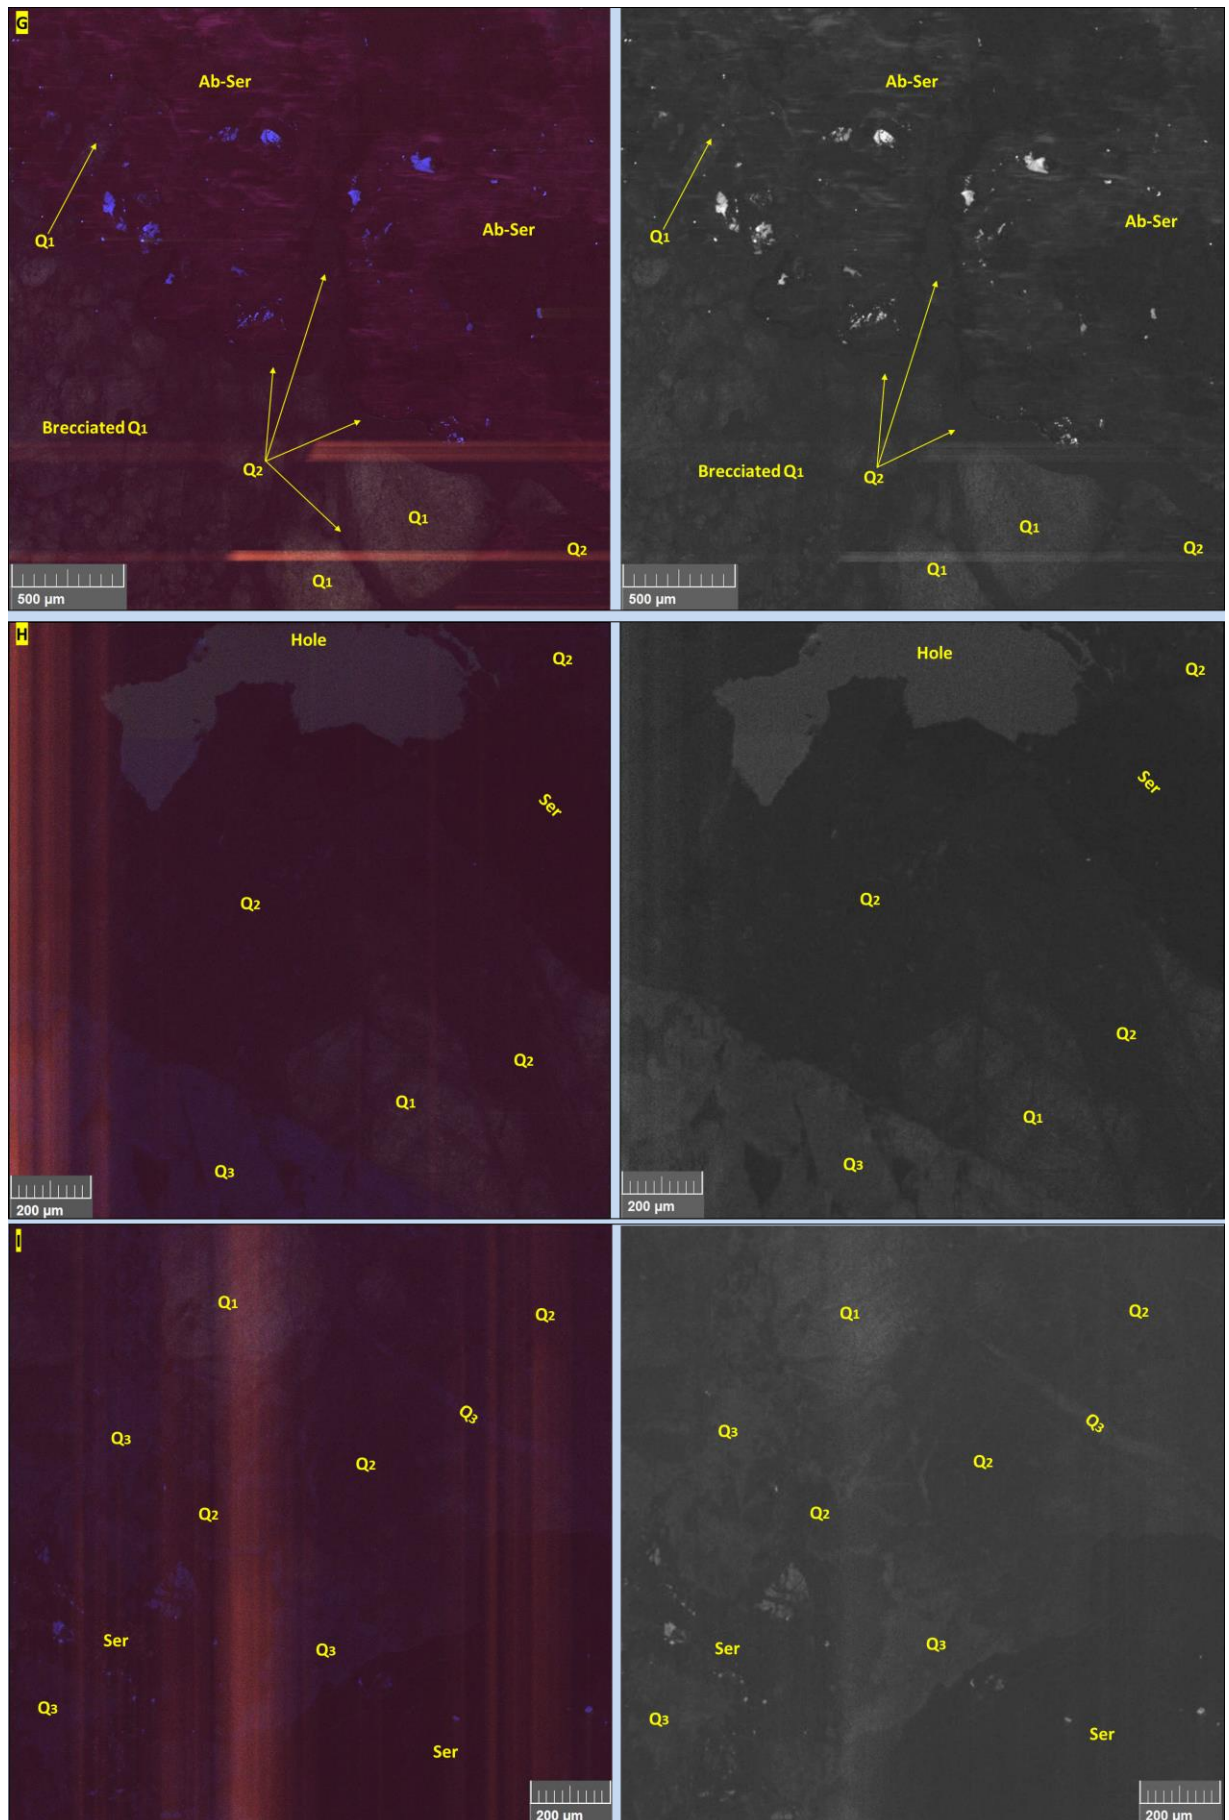 G
Ab-Ser
Ab-Ser
Q1
Ab-Ser
Ab-Ser
Q1
Brecciated Q1
Q2
Q1
Q2
Q1
500 µm
Brecciated Q1
Q2
Q1
Q2
Q1
500 µm
H
Hole
Q2
Ser
Q2
Q2
Q1
Q3
200 µm
Hole
Q2
Ser
Q2
Q2
Q1
Q3
200 µm
I
Q1
Q2
Q3
Q3
Q2
Q2
Ser
Q3
Q3
Ser
200 µm
Q1
Q2
Q3
Q3
Q2
Q2
Ser
Q3
Q3
Ser
200 µm